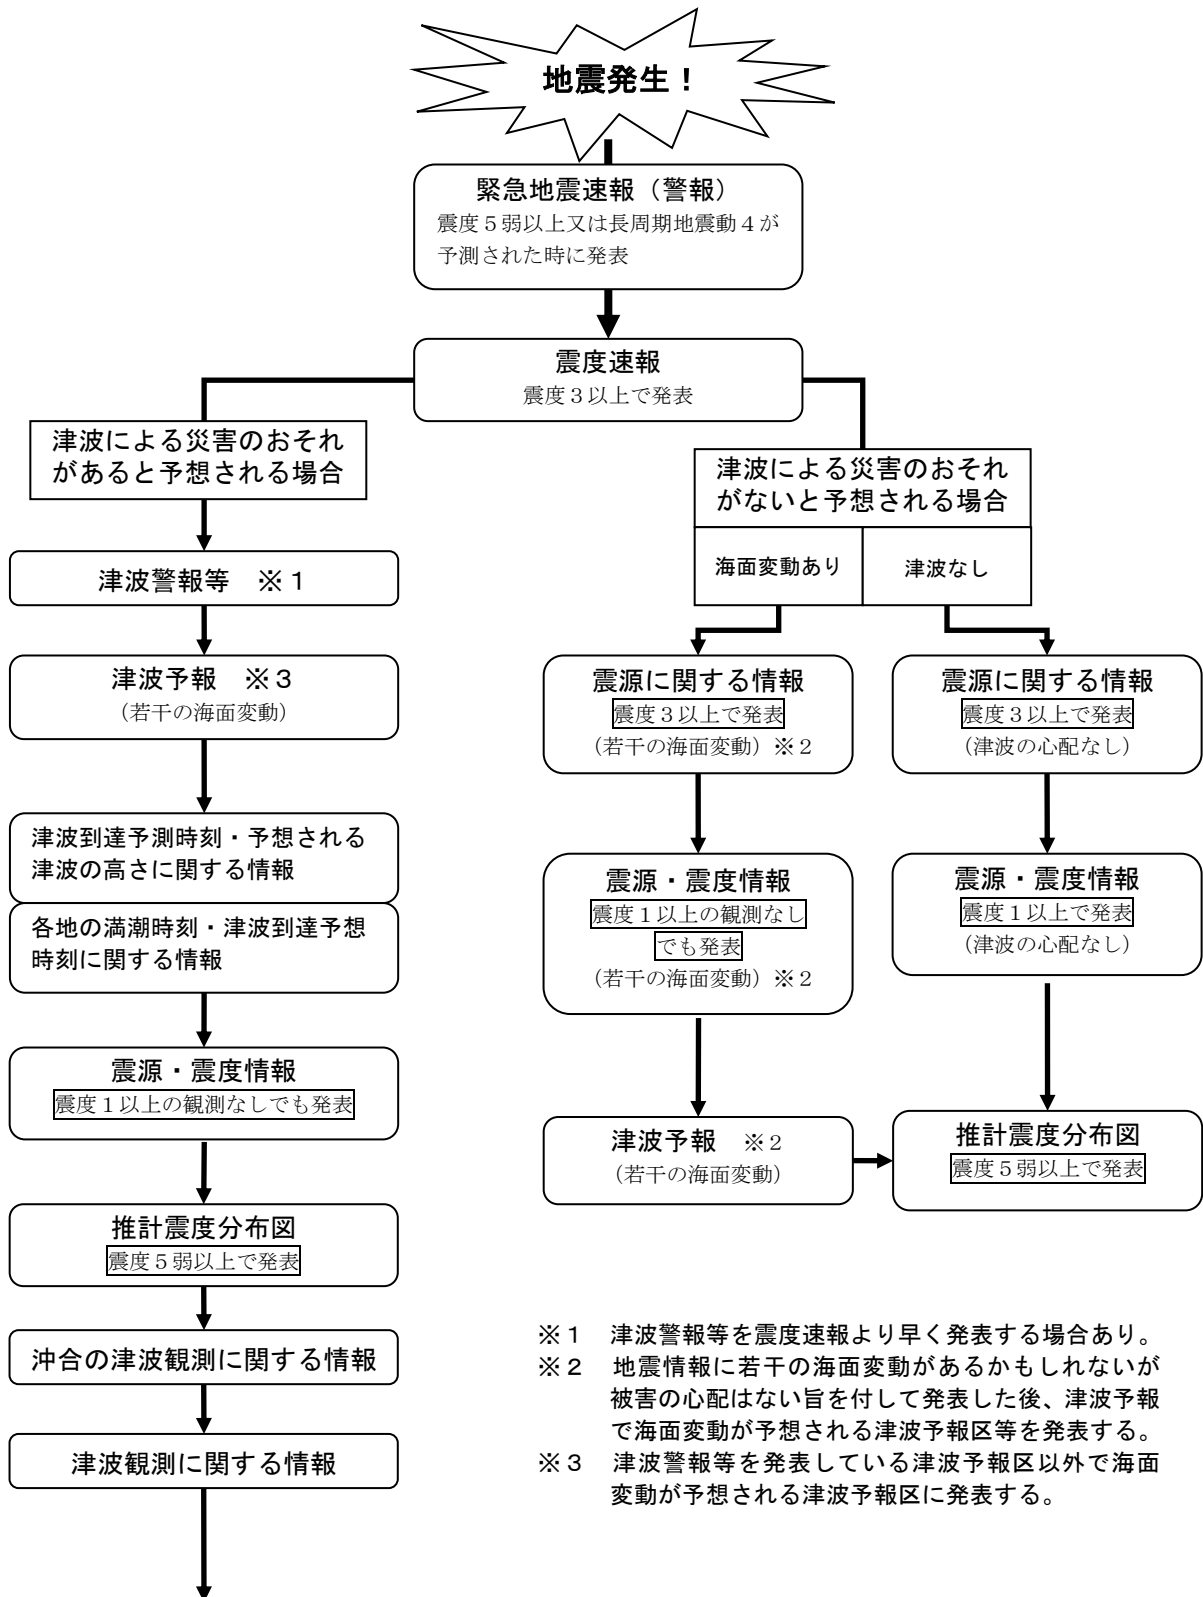 地震発生！
緊急地震速報（警報）
震度５弱以上又は長周期地震動４が
予測された時に発表
震度速報
震度３以上で発表
津波による災害のおそれ
があると予想される場合
津波警報等　※１
津波予報　※３
（若干の海面変動）
津波到達予測時刻・予想される
津波の高さに関する情報
各地の満潮時刻・津波到達予想
時刻に関する情報
震源・震度情報
震度１以上の観測なしでも発表
推計震度分布図
震度５弱以上で発表
沖合の津波観測に関する情報
津波観測に関する情報
津波による災害のおそれ
がないと予想される場合
海面変動あり
津波なし
震源に関する情報
震度３以上で発表
（若干の海面変動）※２
震源・震度情報
震度１以上の観測なし
でも発表
（若干の海面変動）※２
津波予報　※２
（若干の海面変動）
震源に関する情報
震度３以上で発表
（津波の心配なし）
震源・震度情報
震度１以上で発表
（津波の心配なし）
推計震度分布図
震度５弱以上で発表
※１　津波警報等を震度速報より早く発表する場合あり。
※２　地震情報に若干の海面変動があるかもしれないが
被害の心配はない旨を付して発表した後、津波予報
で海面変動が予想される津波予報区等を発表する。
※３　津波警報等を発表している津波予報区以外で海面
変動が予想される津波予報区に発表する。